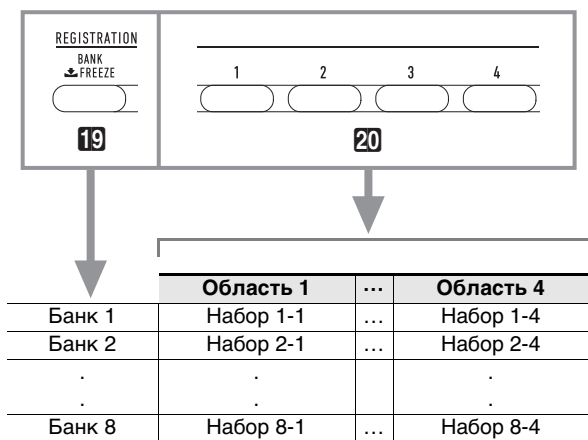 REGISTRATION
BANK
FREEZE
1 2 3 4
19 20
Область 1 ... Область 4
Банк 1 Набор 1-1 ... Набор 1-4
Банк 2 Набор 2-1 ... Набор 2-4
. . .
. . .
Банк 8 Набор 8-1 ... Набор 8-4